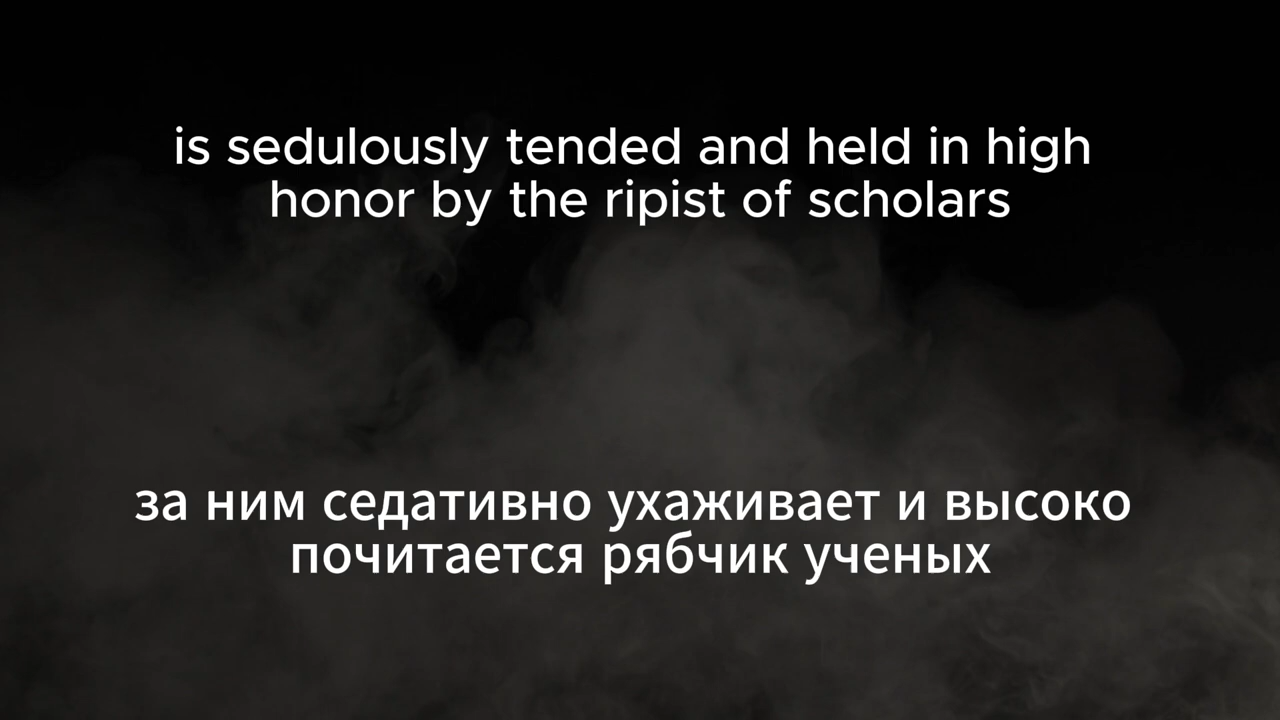 is sedulously tended and held in high
honor by the ripist of scholars
за ним седативно ухаживает и высоко
почитается рябчик ученых